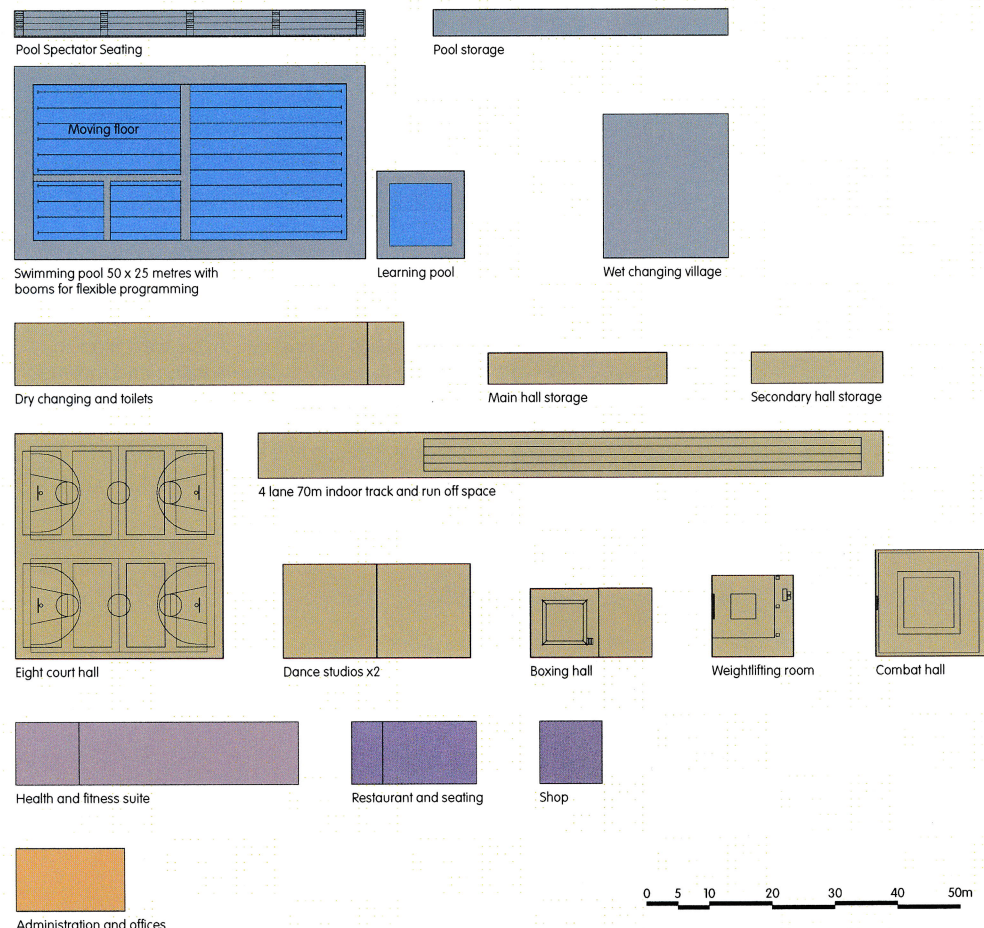 Pool Spectator Seating
Pool storage
Moving floor
Swimming pool 50 x 25 metres with
booms for flexible programming
Learning pool
Wet changing village
Dry changing and toilets
Main hall storage
Secondary hall storage
4 lane 70m indoor track and run off space
Eight court hall
Dance studios x2
Boxing hall
Weightlifting room
Combat hall
Health and fitness suite
Restaurant and seating
Shop
0 5 10 20 30 40 50m
Administration and offices